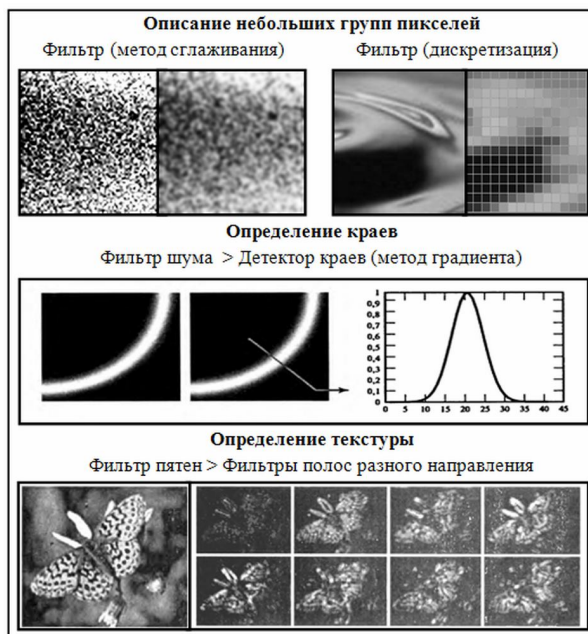 Описание небольших групп пикселей
Фильтр (метод сглаживания)
Фильтр (дискретизация)
Определение краев
Фильтр шума > Детектор краев (метод градиента)
1
0,9
0,8
0,7
0,6
0,5
0,4
0,3
0,2
0,1
0
0 5 10 15 20 25 30 35 40 45
Определение текстуры
Фильтр пятен > Фильтры полос разного направления